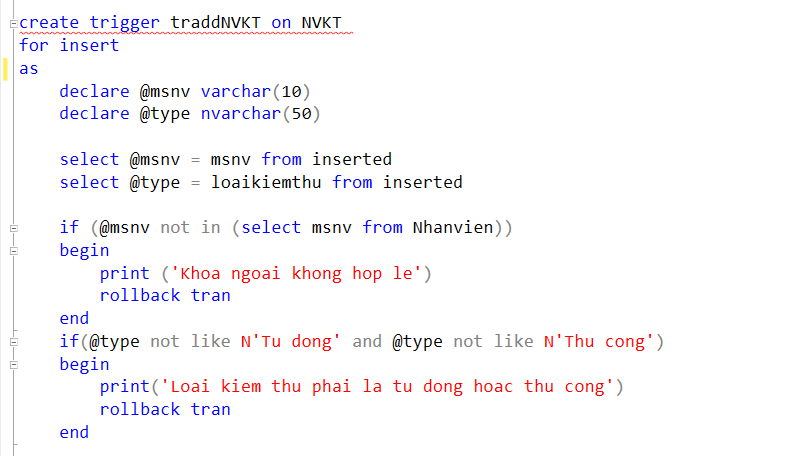 create trigger traddNVKT on NVKT
for insert
as
declare @msnv varchar(10)
declare @type nvarchar(50)
select @msnv = msnv from inserted
select @type = loaikiemthu from inserted
if (@msnv not in (select msnv from Nhanvien))
begin
print ('Khoa ngoai khong hop le')
rollback tran
end
if(@type not like N'Tu dong' and @type not like N'Thu cong')
begin
print('Loai kiem thu phai la tu dong hoac thu cong')
rollback tran
end